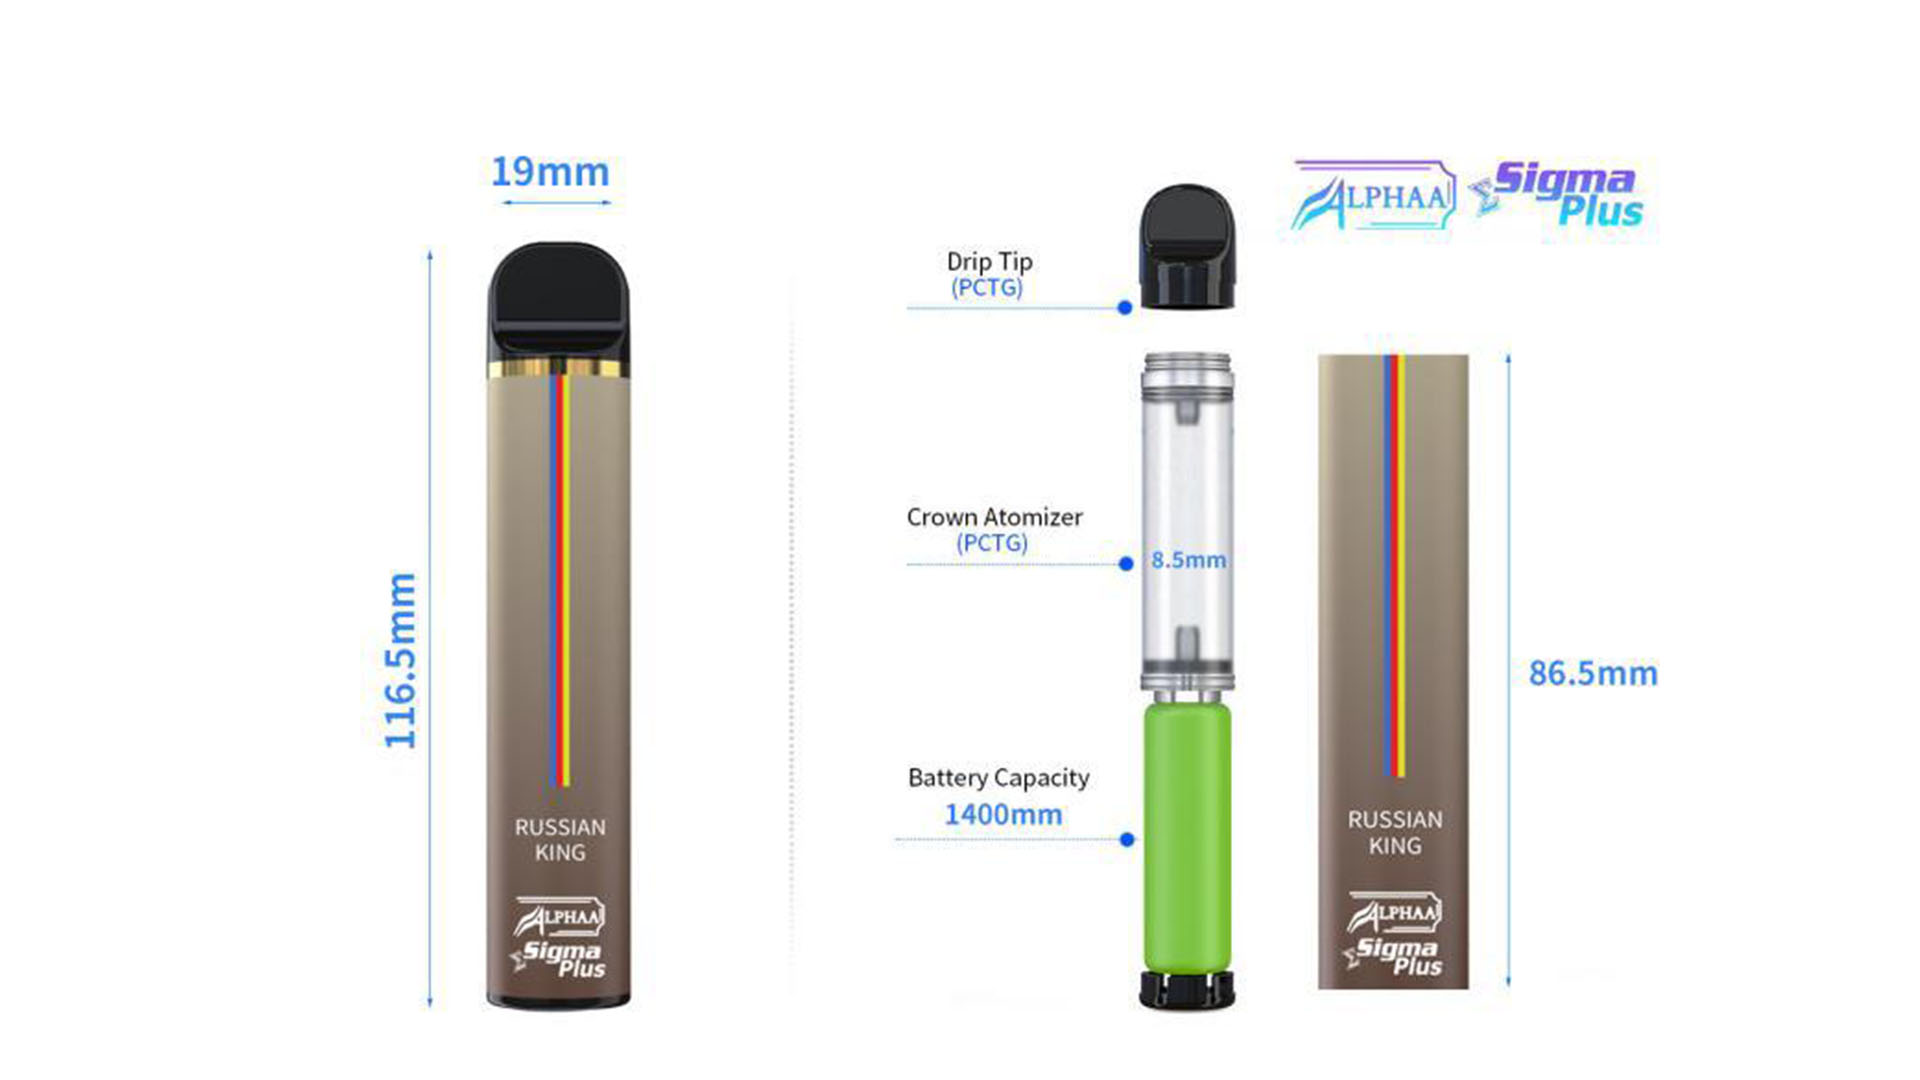 19mm
116.5mm
RUSSIAN
KING
ALPHAA
Sigma
Plus
Drip Tip
(PCTG)
Crown Atomizer
(PCTG)
8.5mm
Battery Capacity
1400mm
ALPHAA
Sigma
Plus
RUSSIAN
KING
ALPHAA
Sigma
Plus
86.5mm